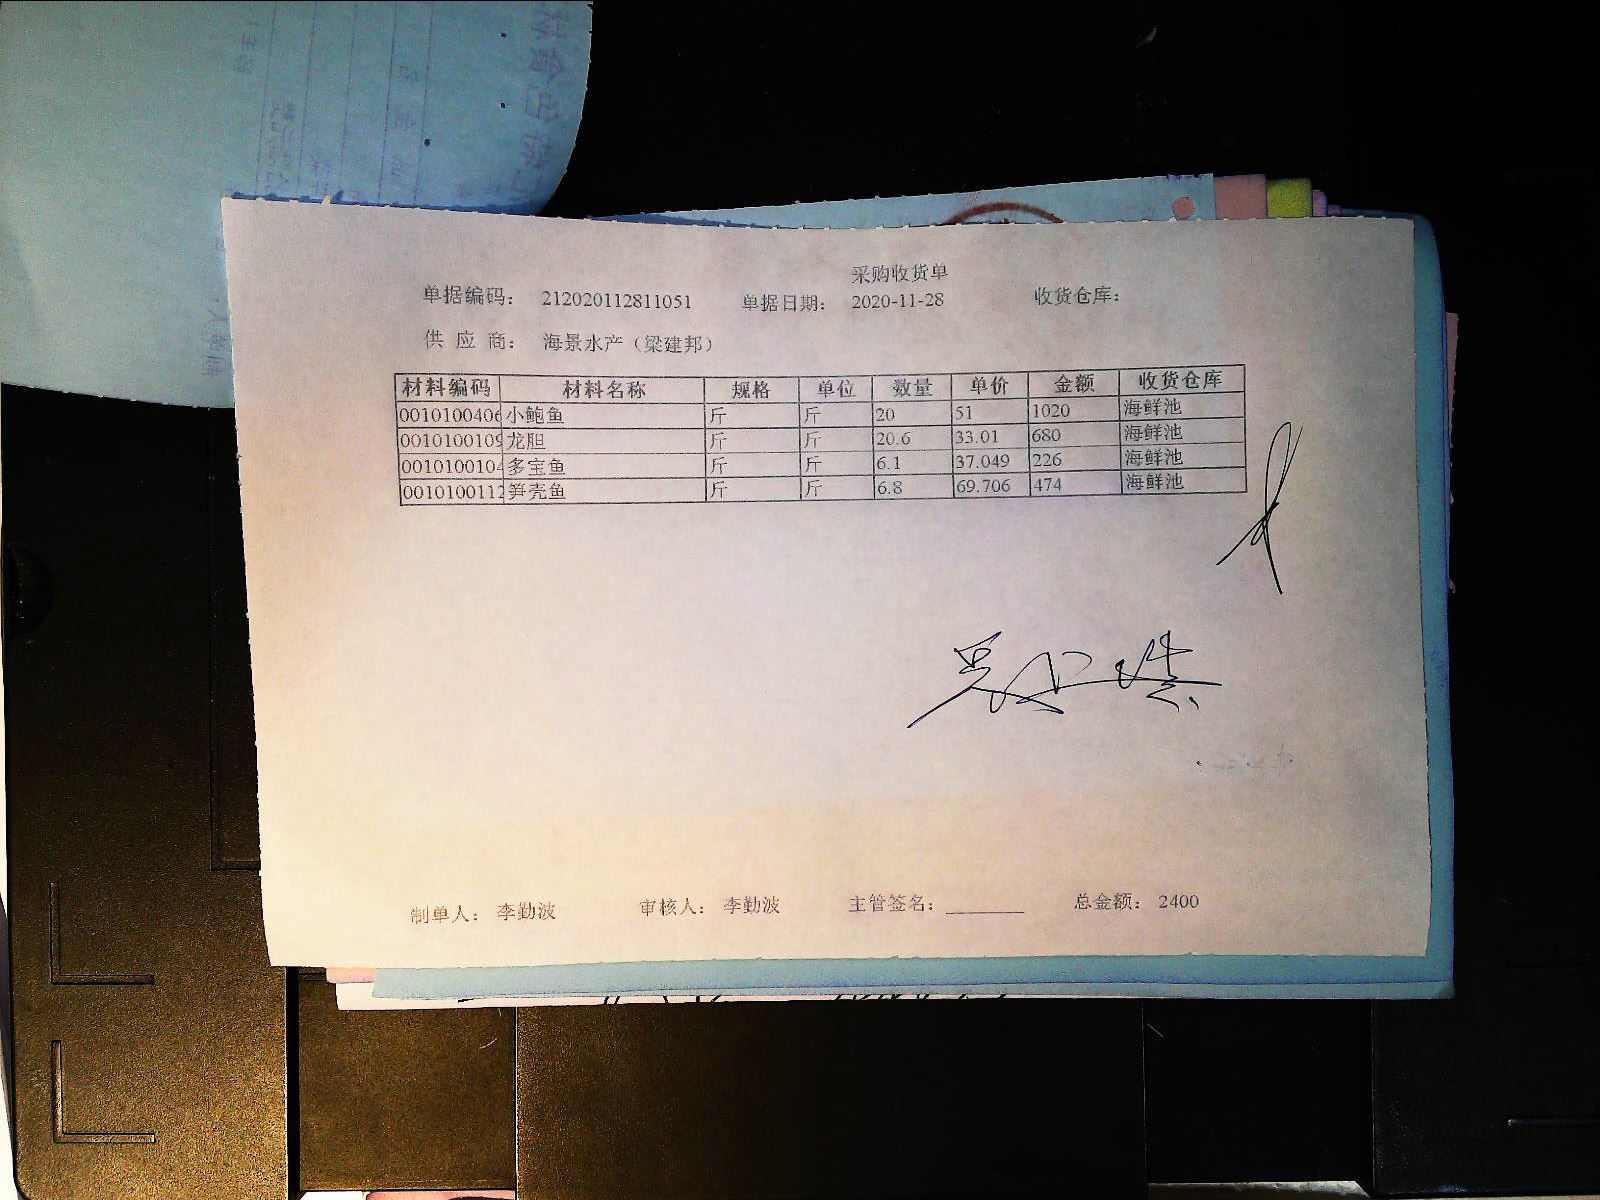 采购收货单
单据编码： 212020112811051 单据日期： 2020-11-28 收货仓库：
供 应 商： 海景水产（梁建邦）
材料编码 材料名称 规格 单位 数量 单价 金额 收货仓库
0010100406 小鲍鱼 斤 斤 20 51 1020 海鲜池
0010100109 龙胆 斤 斤 20.6 33.01 680 海鲜池
0010100104 多宝鱼 斤 斤 6.1 37.049 226 海鲜池
0010100112 笋壳鱼 斤 斤 6.8 69.706 474 海鲜池
制单人： 李勤波 审核人： 李勤波 主管签名：________ 总金额： 2400